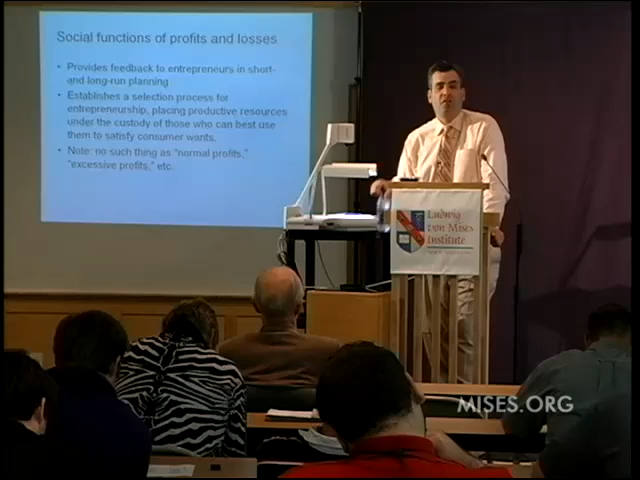 Social functions of profits and losses
• Provides feedback to entrepreneurs in short-
and long-run planning
• Establishes a selection process for
entrepreneurship, placing productive resources
under the custody of those who can best use
them to satisfy consumer wants.
• Note: no such thing as "normal profits,"
"excessive profits," etc.
Ludwig
von Mises
Institute
MISES.ORG